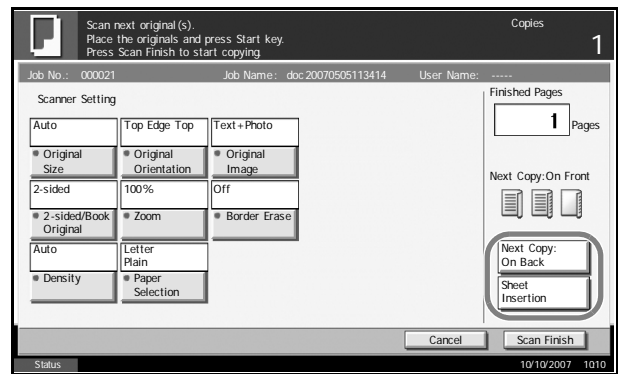 Scan next original(s).
Place the originals and press Start key.
Press Scan Finish to start copying.
Copies
1
Job No.: 000021
Job Name: doc20070505113414
User Name: -----
Scanner Setting
Finished Pages
1 Pages
Auto
Top Edge Top
Text+Photo
Original
Size
Original
Orientation
Original
Image
Next Copy:On Front
2-sided
100%
Off
2-sided/Book
Original
Zoom
Border Erase
Auto
Letter
Plain
Density
Paper
Selection
Next Copy:
On Back
Sheet
Insertion
Cancel
Scan Finish
Status
10/10/2007 1010